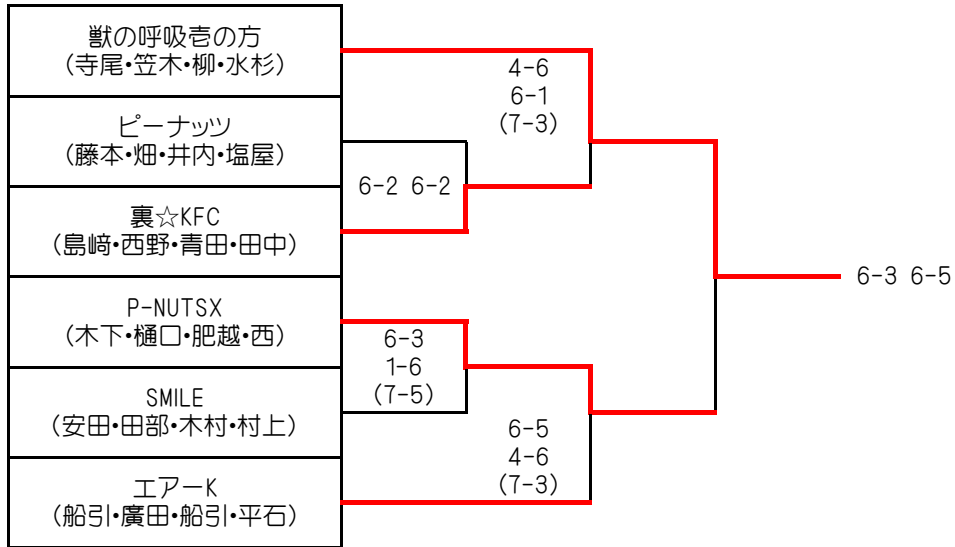 獣の呼吸壱の方
(寺尾・笠木・柳・水杉)
ピーナッツ
(藤本・畑・井内・塩屋)
裏☆KFC
(島﨑・西野・青田・田中)
P-NUTSX
(木下・樋口・肥越・西)
SMILE
(安田・田部・木村・村上)
エアーK
(船引・廣田・船引・平石)
6-2 6-2
6-3
1-6
(7-5)
4-6
6-1
(7-3)
6-5
4-6
(7-3)
6-3 6-5